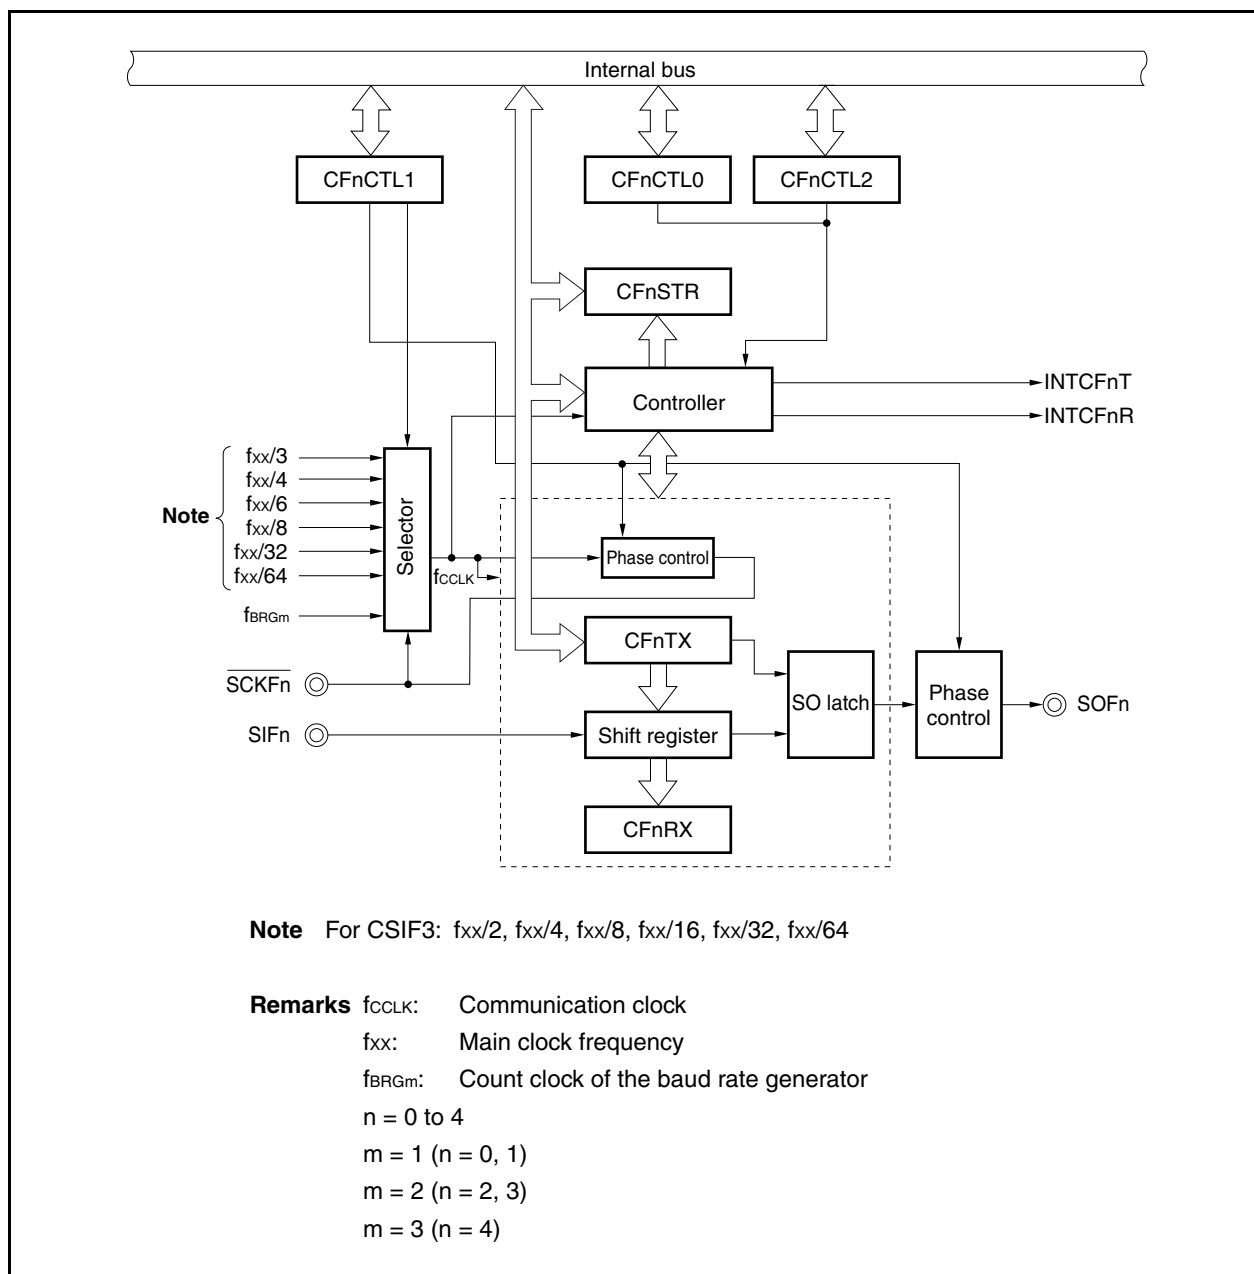 Internal bus
CFnCTL1
CFnCTL0
CFnCTL2
CFnSTR
Controller
INTCFnT
INTCFnR
Note
fxx/3
fxx/4
fxx/6
fxx/8
fxx/32
fxx/64
fBRGm
Selector
fCCLK
Phase control
SCKFn
SIFn
CFnTX
Shift register
CFnRX
SO latch
Phase
control
SOFn
Note For CSIF3: fxx/2, fxx/4, fxx/8, fxx/16, fxx/32, fxx/64
Remarks fCCLK: Communication clock
fxx: Main clock frequency
fBRGm: Count clock of the baud rate generator
n = 0 to 4
m = 1 (n = 0, 1)
m = 2 (n = 2, 3)
m = 3 (n = 4)